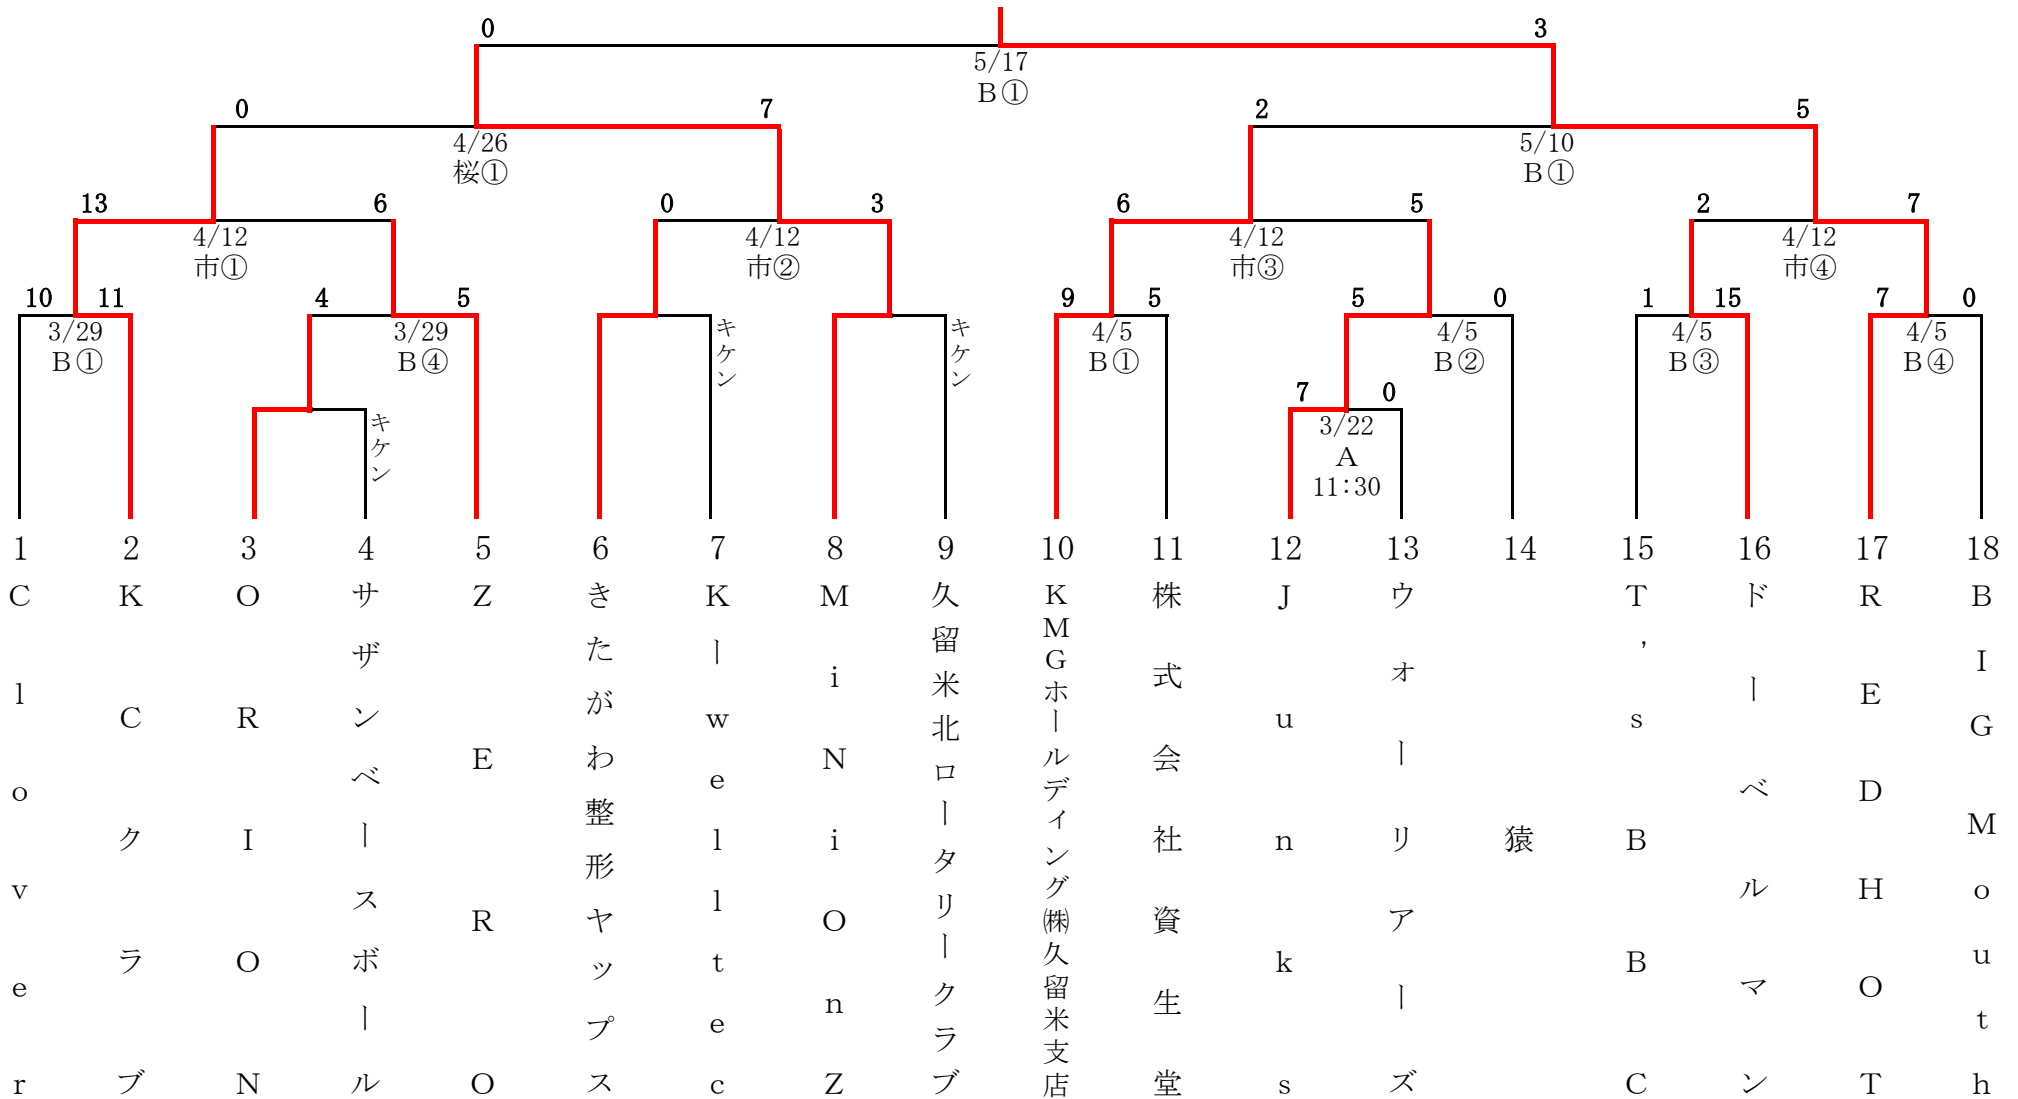 0 3
5/17
B①
0 7 2 5
4/26 5/10
桜① B①
13 6 0 3 6 5 2 7
4/12 4/12 4/12 4/12
市① 市② 市③ 市④
10 11 4 5 9 5 5 0 1 15 7 0
3/29 3/29 キケン キケン 4/5 4/5 4/5 4/5
B① B④ B① B② B③ B④
7 0
キケン 3/22
A
11:30
1 2 3 4 5 6 7 8 9 10 11 12 13 14 15 16 17 18
Clover
KCクラブ
ORION
サザンベースボール
ZERO
きたがわ整形ヤップス
K−welltec
MiNiOnZ
久留米北ロータリークラブ
KMGホールディング㈱久留米支店
株式会社資生堂
Junks
ウォーリアーズ
猿
T’sBBC
ドーベルマン
REDHOT
BIG Mouth